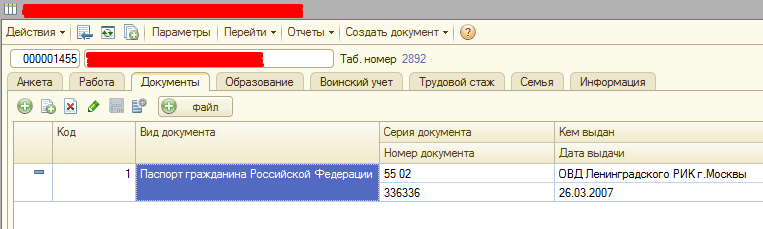 Действия Параметры Перейти Отчеты Создать документ ?
000001455 Таб. номер 2892
Анкета Работа Документы Образование Воинский учет Трудовой стаж Семья Информация
файл
Код Вид документа Серия документа Кем выдан
Номер документа Дата выдачи
1 Паспорт гражданина Российской Федерации 55 02 ОВД Ленинградского РИК г.Москвы
336336 26.03.2007